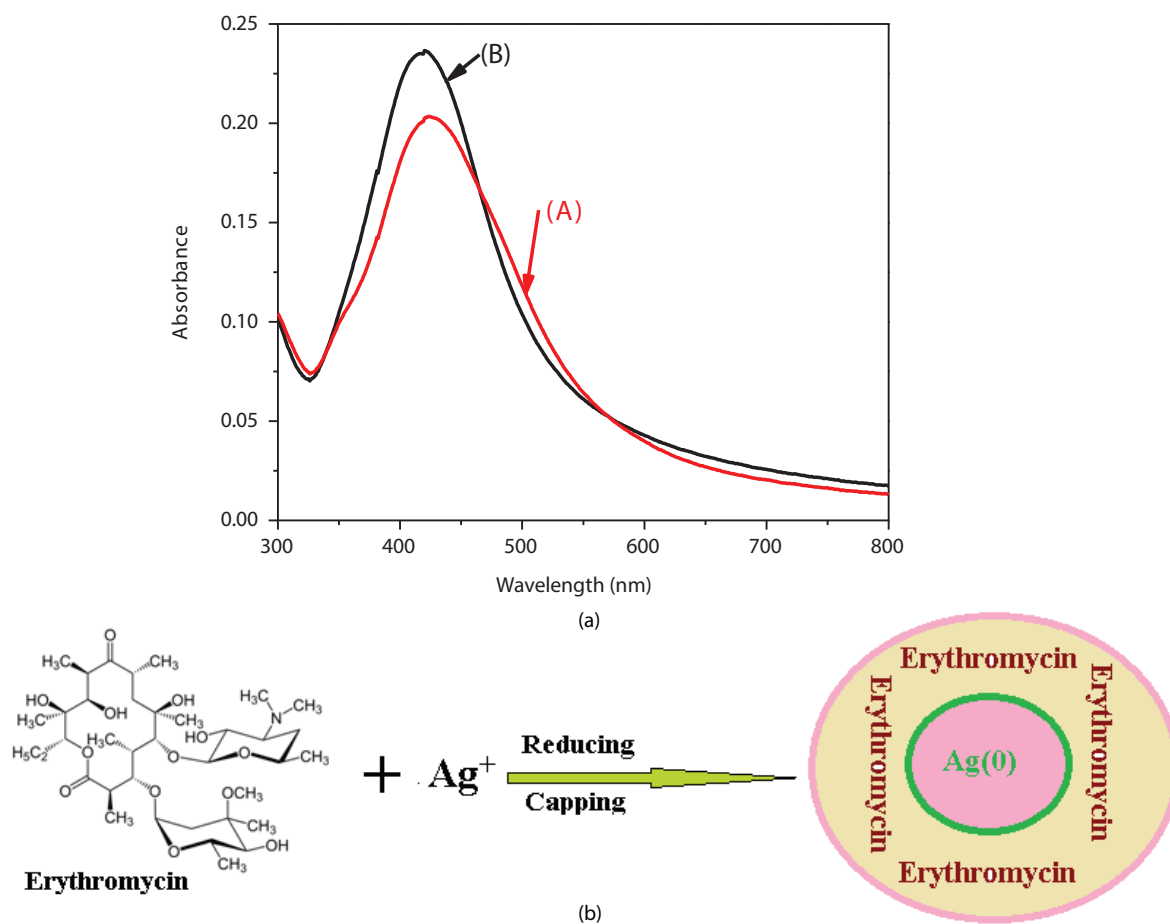 0.25
0.20
0.15
0.10
0.05
0.00
Absorbance
(B)
(A)
300 400 500 600 700 800
Wavelength (nm)
(a)
O
H₃C
CH₃
HO
OH
H₃C
CH₃
HO
CH₃
H₃C
N
CH₃
H₅C₂
O
O
H₃C
HO
O
O
CH₃
O
CH₃
O
OCH₃
CH₃
OH
O
CH₃
Erythromycin
+ Ag⁺
Reducing
Capping
Erythromycin
Erythromycin
Ag(0)
Erythromycin
Erythromycin
(b)